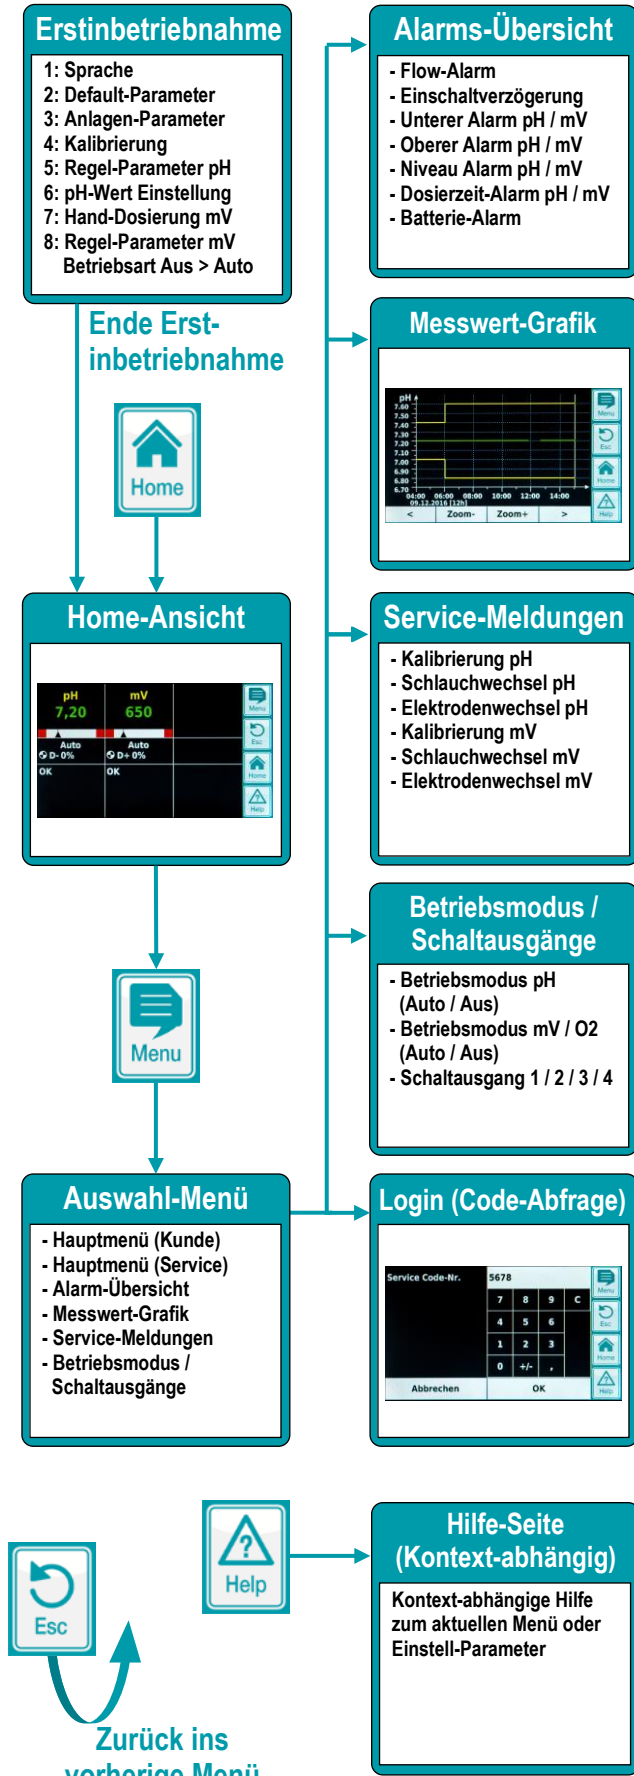 Erstinbetriebnahme
1: Sprache
2: Default-Parameter
3: Anlagen-Parameter
4: Kalibrierung
5: Regel-Parameter pH
6: pH-Wert Einstellung
7: Hand-Dosierung mV
8: Regel-Parameter mV
Betriebsart Aus > Auto
Ende Erst-
inbetriebnahme
Home
Home-Ansicht
pH
mV
7,20
650
Auto
Auto
D- 0%
D+ 0%
OK
OK
Menu
Esc
Home
Help
Menu
Auswahl-Menü
- Hauptmenü (Kunde)
- Hauptmenü (Service)
- Alarm-Übersicht
- Messwert-Grafik
- Service-Meldungen
- Betriebsmodus /
Schaltausgänge
Alarms-Übersicht
- Flow-Alarm
- Einschaltverzögerung
- Unterer Alarm pH / mV
- Oberer Alarm pH / mV
- Niveau Alarm pH / mV
- Dosierzeit-Alarm pH / mV
- Batterie-Alarm
Messwert-Grafik
pH
7.60
7.50
7.40
7.30
7.20
7.10
7.00
6.90
6.80
6.70
04:00 06:00 08:00 10:00 12:00 14:00
09.12.2016 [12h]
< Zoom- Zoom+ >
Menu
Esc
Home
Help
Service-Meldungen
- Kalibrierung pH
- Schlauchwechsel pH
- Elektrodenwechsel pH
- Kalibrierung mV
- Schlauchwechsel mV
- Elektrodenwechsel mV
Betriebsmodus /
Schaltausgänge
- Betriebsmodus pH
(Auto / Aus)
- Betriebsmodus mV / O2
(Auto / Aus)
- Schaltausgang 1 / 2 / 3 / 4
Login (Code-Abfrage)
Service Code-Nr.
5678
7 8 9 C
4 5 6
1 2 3
0 +/- ,
Abbrechen
OK
Menu
Esc
Home
Help
Esc
Zurück ins
vorherige Menü
Help
Hilfe-Seite
(Kontext-abhängig)
Kontext-abhängige Hilfe
zum aktuellen Menü oder
Einstell-Parameter